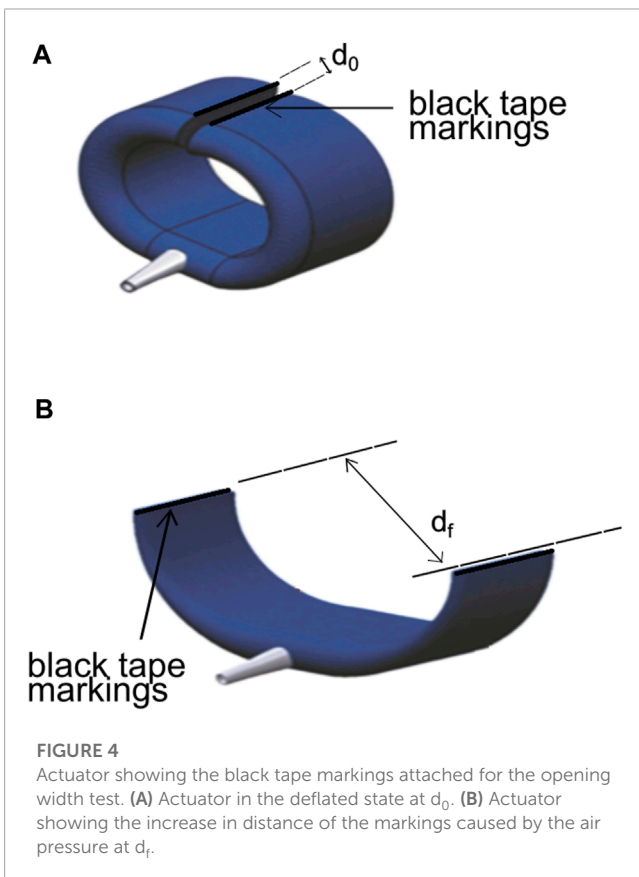 A
d₀
black tape
markings
B
d_f
black tape
markings
FIGURE 4
Actuator showing the black tape markings attached for the opening
width test. (A) Actuator in the deflated state at d₀. (B) Actuator
showing the increase in distance of the markings caused by the air
pressure at d_f.